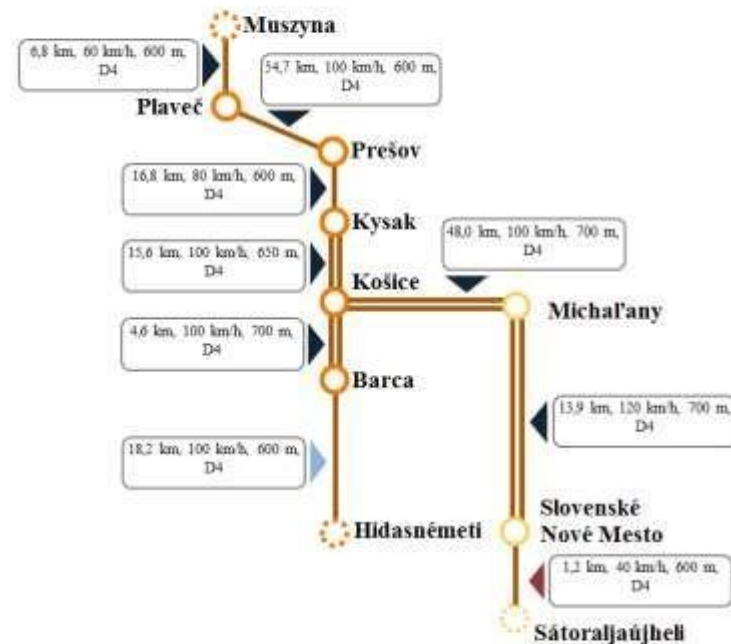 Muszyna
6,8 km, 60 km/h, 600 m,
D4
54,7 km, 100 km/h, 600 m,
D4
Plaveč
Prešov
16,8 km, 80 km/h, 600 m,
D4
Kysak
48,0 km, 100 km/h, 700 m,
D4
15,6 km, 100 km/h, 650 m,
D4
Košice
Michaľany
4,6 km, 100 km/h, 700 m,
D4
Barca
13,9 km, 120 km/h, 700 m,
D4
18,2 km, 100 km/h, 600 m,
D4
Slovenské
Nové Mesto
Hidasnémeti
1,2 km, 40 km/h, 600 m,
D4
Sátoraljaújheli